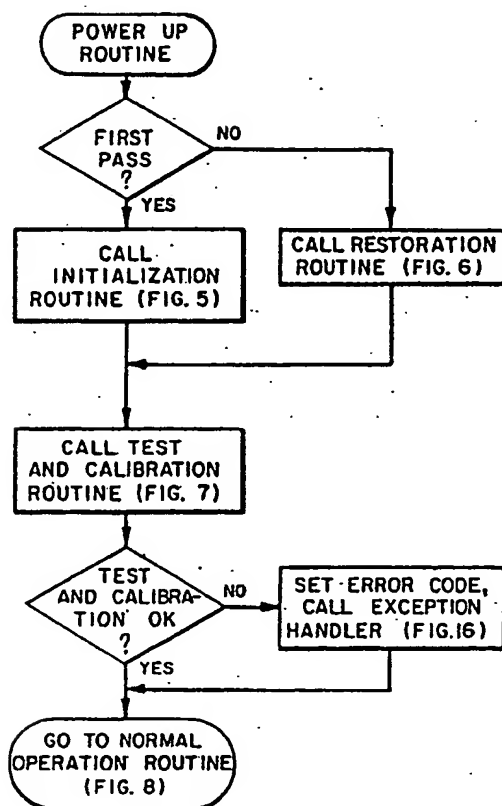 POWER UP
ROUTINE
FIRST
PASS
?
NO
YES
CALL
INITIALIZATION
ROUTINE (FIG. 5)
CALL RESTORATION
ROUTINE (FIG. 6)
CALL TEST
AND CALIBRATION
ROUTINE (FIG. 7)
TEST
AND CALIBRA-
TION OK
?
NO
YES
SET ERROR CODE,
CALL EXCEPTION
HANDLER (FIG.16)
GO TO NORMAL
OPERATION ROUTINE
(FIG. 8)